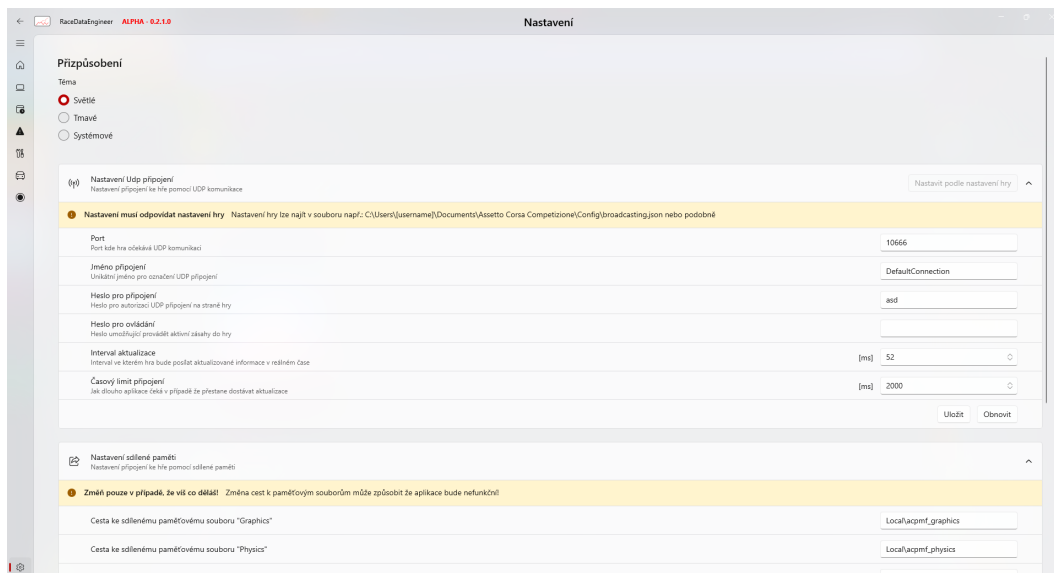 RaceDataEngineer ALPHA - 0.2.1.0 Nastavení
Přizpůsobení
Téma
Světlé
Tmavé
Systémové
Nastavení Udp připojení
Nastavení připojení ke hře pomocí UDP komunikace
Nastavit podle nastavení hry
Nastavení musí odpovídat nastavení hry Nastavení hry lze najít v souboru např.: C:\Users\[username]\Documents\Assetto Corsa Competizione\Config\broadcasting.json nebo podobně
Port
Port kde hra očekává UDP komunikaci
10666
Jméno připojení
Unikátní jméno pro označení UDP připojení
DefaultConnection
Heslo pro připojení
Heslo pro autorizaci UDP připojení na straně hry
asd
Heslo pro ovládání
Heslo umožňující provádět aktivní zásahy do hry
Interval aktualizace
Interval ve kterém hra bude posílat aktualizované informace v reálném čase
[ms] 52
Časový limit připojení
Jak dlouho aplikace čeká v případě že přestane dostávat aktualizace
[ms] 2000
Uložit Obnovit
Nastavení sdílené paměti
Nastavení připojení ke hře pomocí sdílené paměti
Změň pouze v případě, že víš co děláš! Změna cest k paměťovým souborům může způsobit že aplikace bude nefunkční!
Cesta ke sdílenému paměťovému souboru "Graphics" Local\acpmf_graphics
Cesta ke sdílenému paměťovému souboru "Physics" Local\acpmf_physics